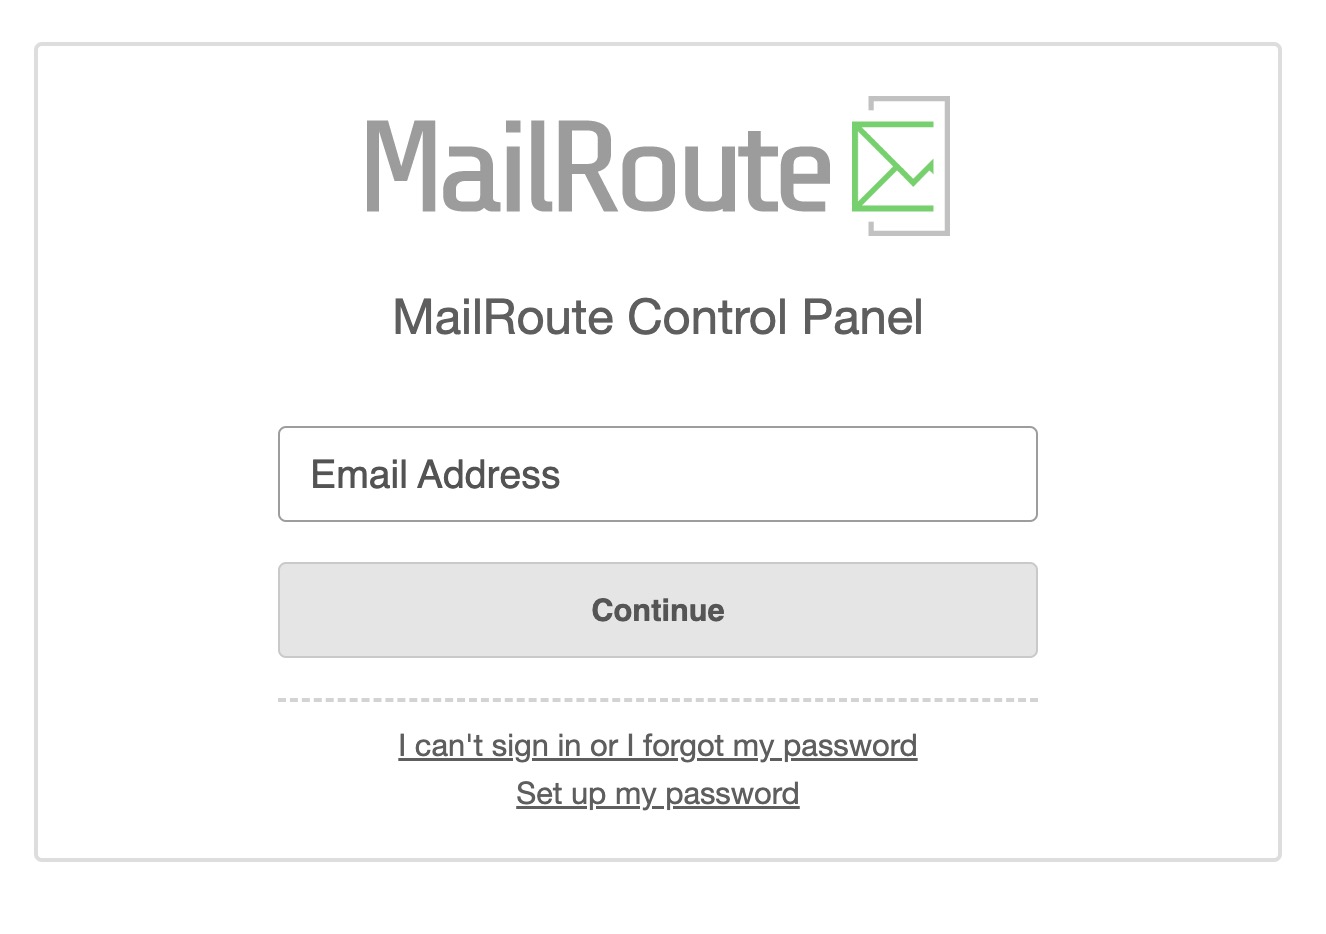 MailRoute
MailRoute Control Panel
Email Address
Continue
I can't sign in or I forgot my password
Set up my password